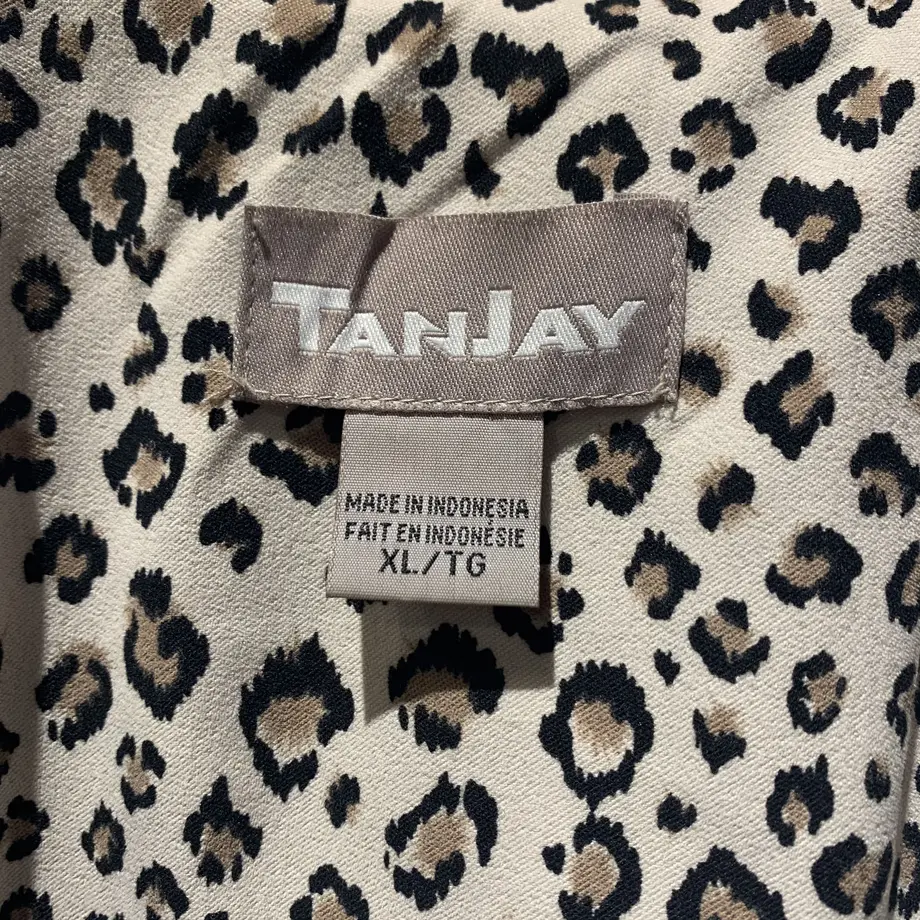 TANJAY
MADE IN INDONESIA
FAIT EN INDONÉSIE
XL/TG